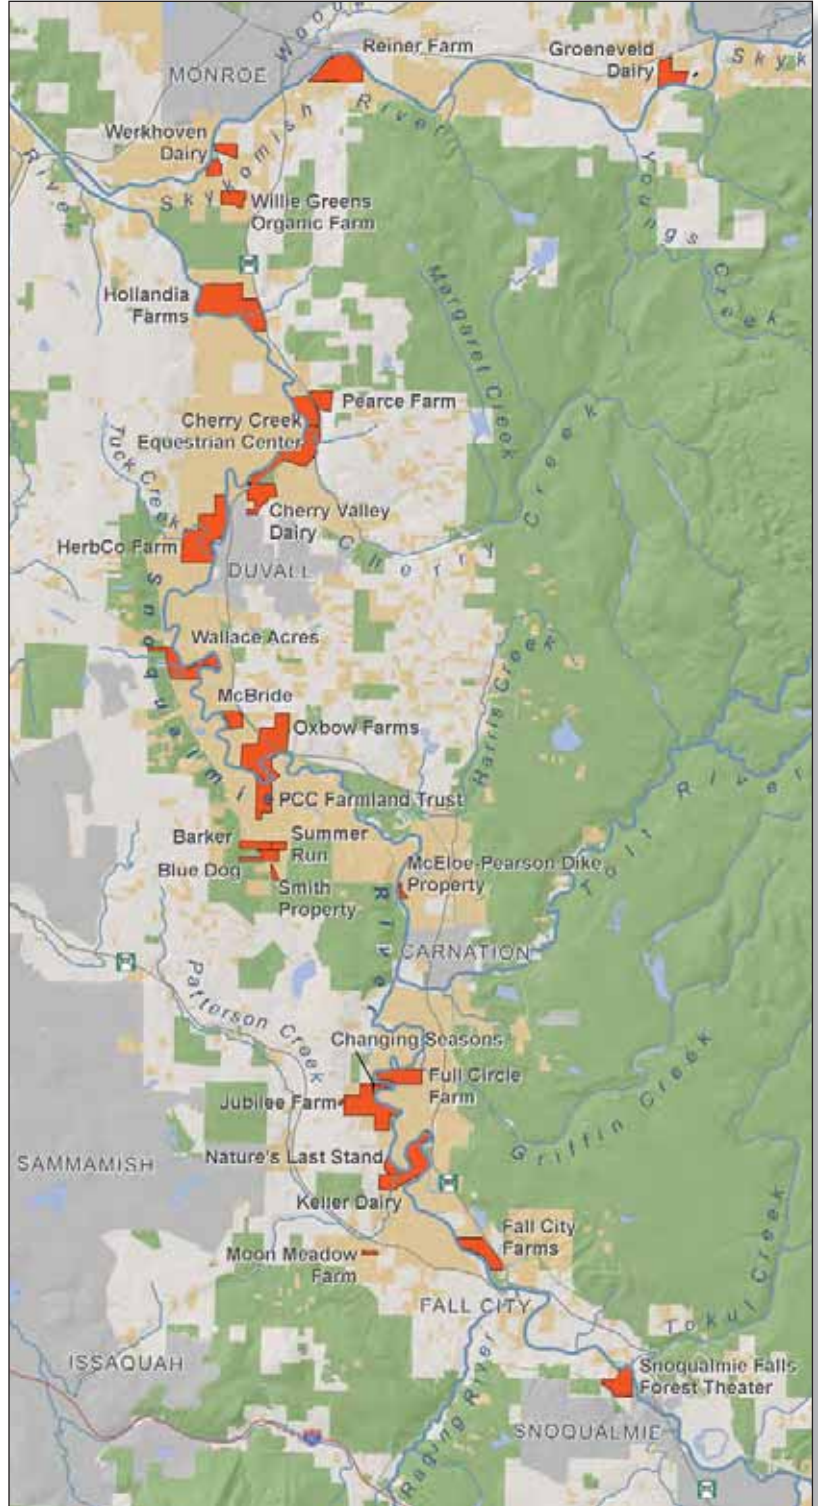 Reiner Farm
Groeneveld
Dairy
MONROE
Skykomish River
Werkhoven
Dairy
Willie Greens
Organic Farm
River
Youngs Creek
Hollandia
Farms
Margaret Creek
Pearce Farm
Cherry Creek
Equestrian Center
Tuck Creek
Cherry Valley
Dairy
HerbCo Farm
DUVALL
Cherry Creek
Snoqualmie River
Wallace Acres
McBride
Oxbow Farms
Harris Creek
PCC Farmland Trust
Tolt River
Barker
Summer
Run
Blue Dog
Smith
Property
McEloe-Pearson Dike
Property
CARNATION
Patterson Creek
Changing Seasons
Full Circle
Farm
Jubilee Farm
Griffin Creek
Nature's Last Stand
SAMMAMISH
Keller Dairy
Fall City
Farms
Moon Meadow
Farm
FALL CITY
Tokul Creek
ISSAQUAH
Raging River
Snoqualmie Falls
Forest Theater
SNOQUALMIE